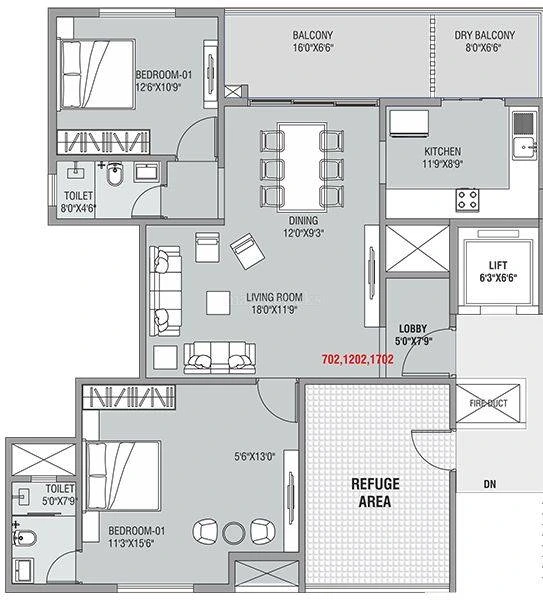 BALCONY
16'0"X6'6"
DRY BALCONY
8'0"X6'6"
BEDROOM-01
12'6"X10'9"
KITCHEN
11'9"X8'9"
TOILET
8'0"X4'6"
DINING
12'0"X9'3"
LIFT
6'3"X6'6"
LIVING ROOM
18'0"X11'9"
LOBBY
5'0"X7'9"
702,1202,1702
FIRE DUCT
5'6"X13'0"
REFUGE
AREA
DN
TOILET
5'0"X7'9"
BEDROOM-01
11'3"X15'6"